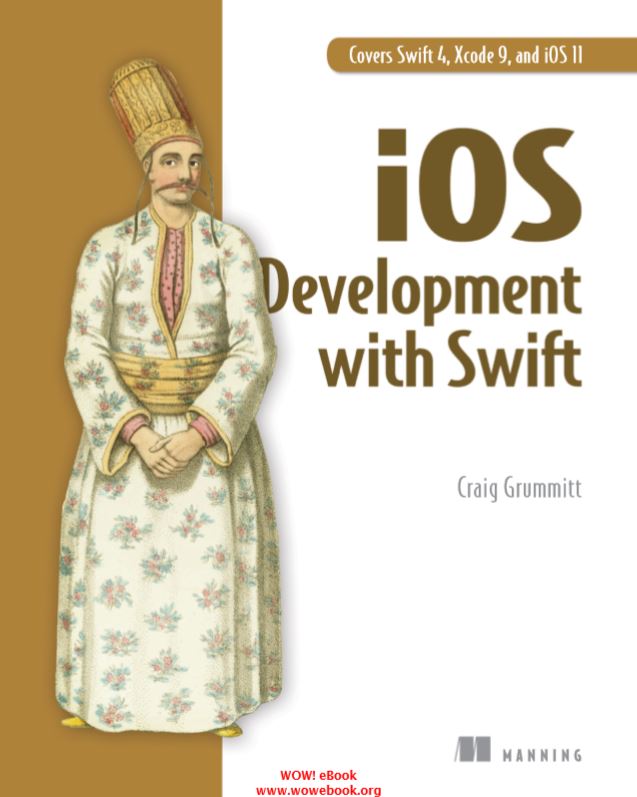 Covers Swift 4, Xcode 9, and iOS 11
iOS
Development
with Swift
Craig Grummitt
MANNING
WOW! eBook
www.wowebook.org